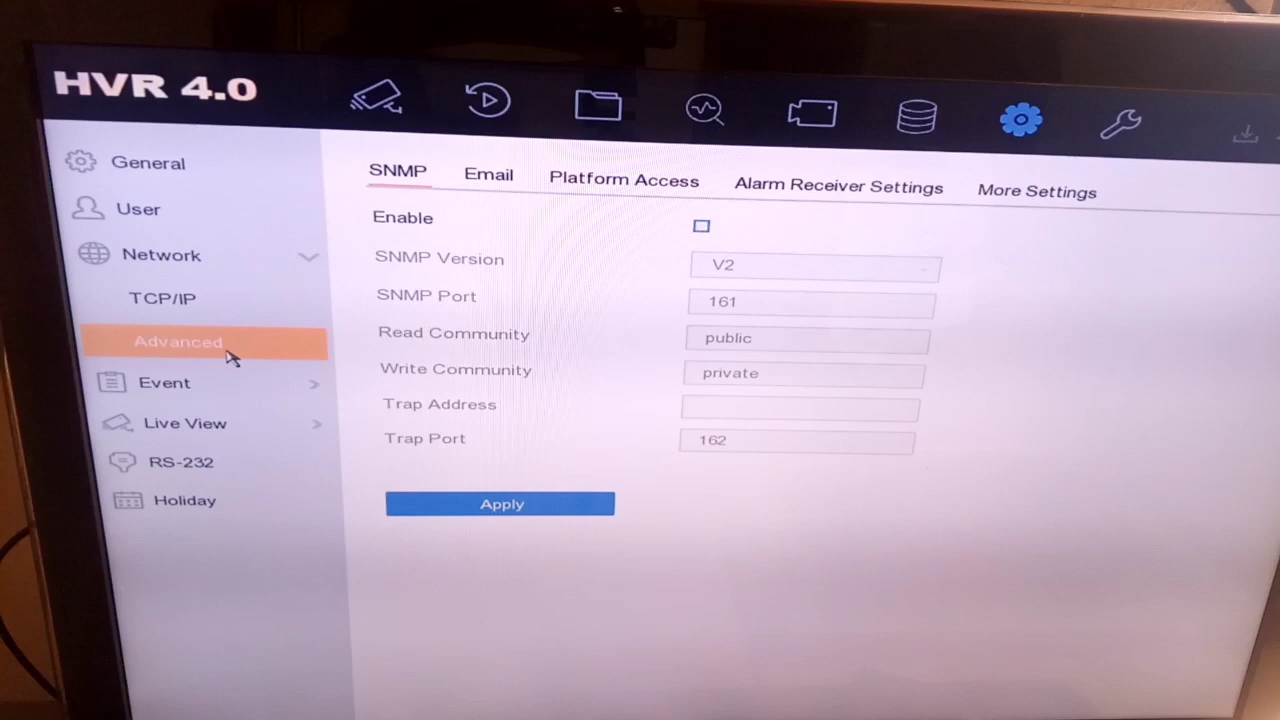 HVR 4.0
General
User
Network
TCP/IP
Advanced
Event
Live View
RS-232
Holiday
SNMP Email Platform Access Alarm Receiver Settings More Settings
Enable
SNMP Version V2
SNMP Port 161
Read Community public
Write Community private
Trap Address
Trap Port 162
Apply